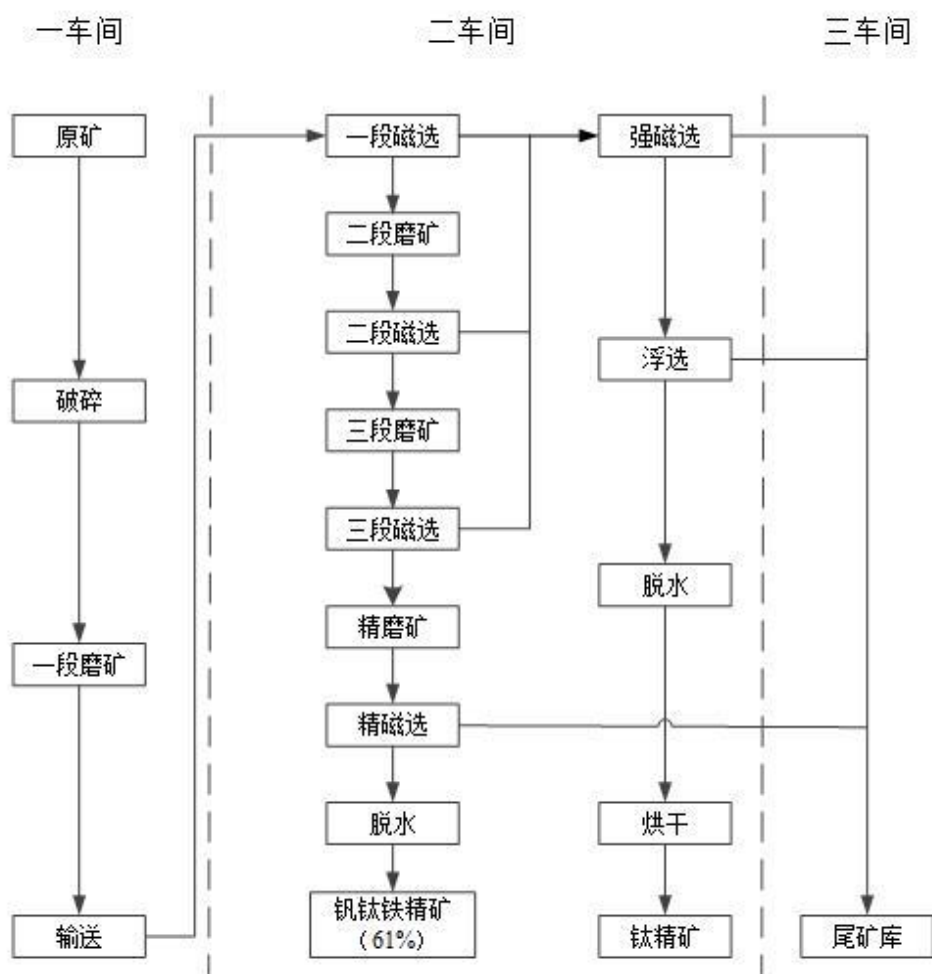 一车间
二车间
三车间
原矿
破碎
一段磨矿
输送
一段磁选
二段磨矿
二段磁选
三段磨矿
三段磁选
精磨矿
精磁选
脱水
钒钛铁精矿
（61%）
强磁选
浮选
脱水
烘干
钛精矿
尾矿库